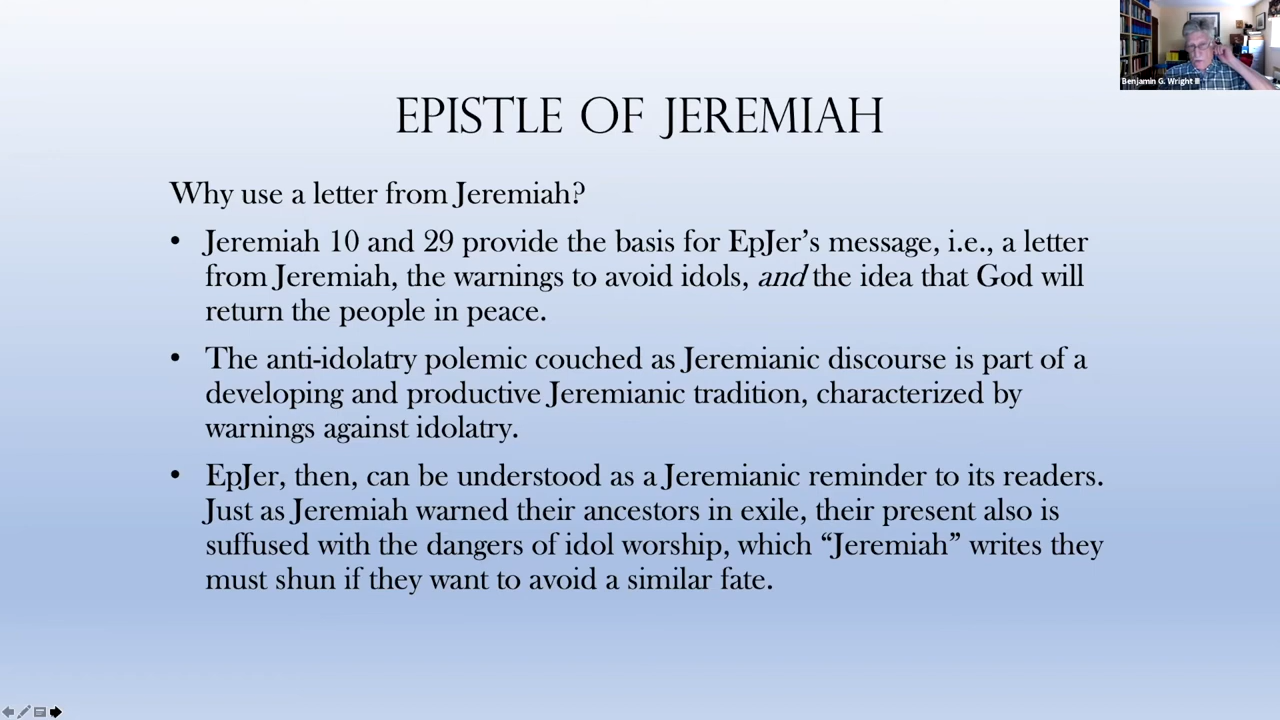 Benjamin G. Wright III
EPISTLE OF JEREMIAH
Why use a letter from Jeremiah?
• Jeremiah 10 and 29 provide the basis for EpJer’s message, i.e., a letter
from Jeremiah, the warnings to avoid idols, and the idea that God will
return the people in peace.
• The anti-idolatry polemic couched as Jeremianic discourse is part of a
developing and productive Jeremianic tradition, characterized by
warnings against idolatry.
• EpJer, then, can be understood as a Jeremianic reminder to its readers.
Just as Jeremiah warned their ancestors in exile, their present also is
suffused with the dangers of idol worship, which “Jeremiah” writes they
must shun if they want to avoid a similar fate.